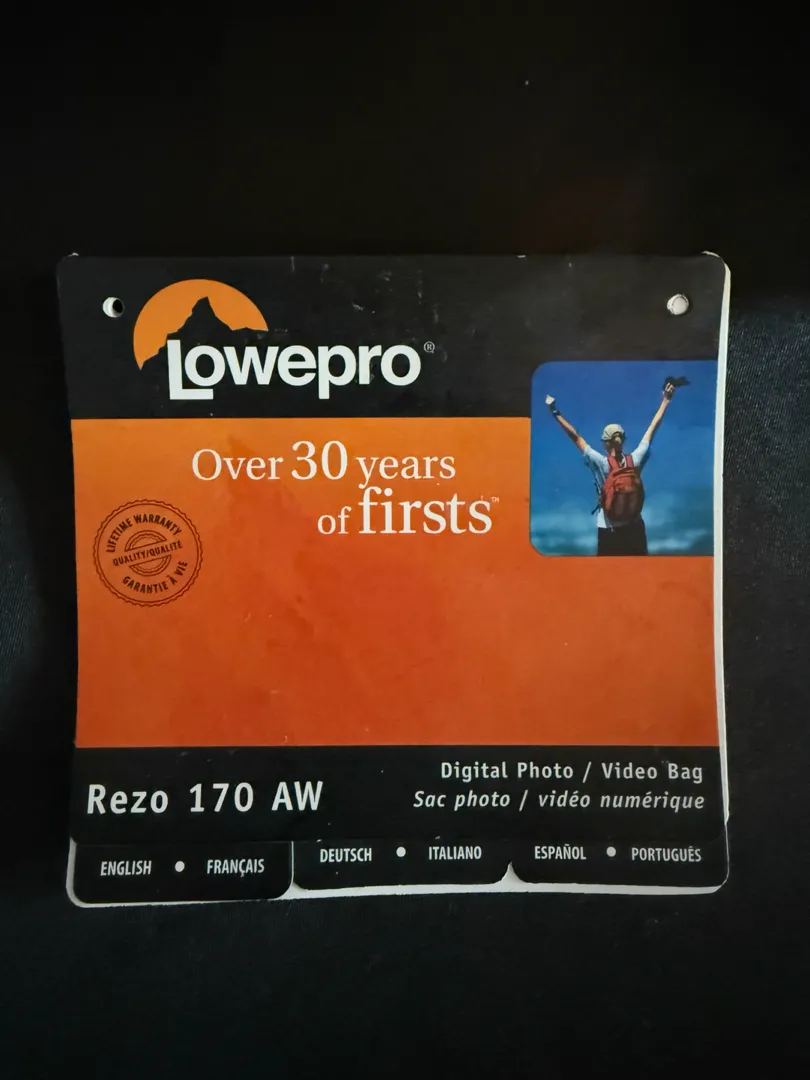 Lowepro®
Over 30 years
of firsts™
LIFETIME WARRANTY
QUALITY/QUALITÉ
GARANTIE À VIE
Digital Photo / Video Bag
Rezo 170 AW
Sac photo / vidéo numérique
ENGLISH • FRANÇAIS
DEUTSCH • ITALIANO
ESPAÑOL • PORTUGUÊS